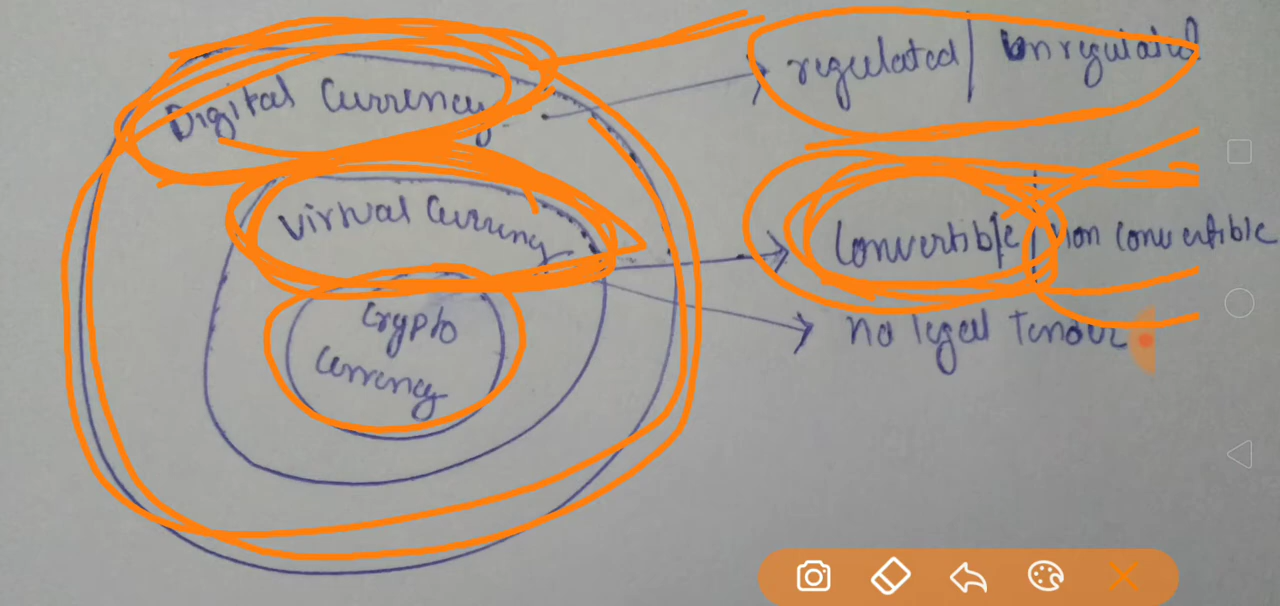 Digital Currency
regulated / unregulated
Virtual Currency
Convertible / non convertible
Crypto
Currency
no legal Tender